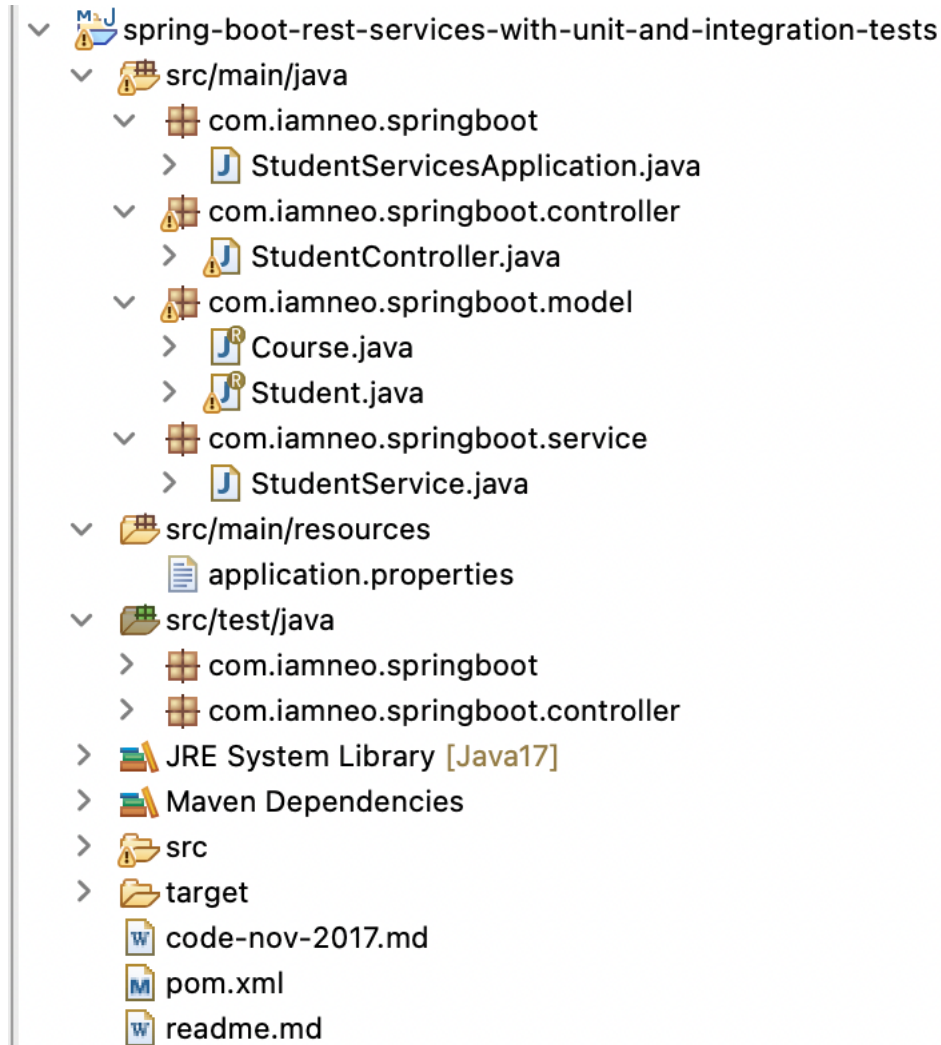 spring-boot-rest-services-with-unit-and-integration-tests
src/main/java
com.iamneo.springboot
StudentServicesApplication.java
com.iamneo.springboot.controller
StudentController.java
com.iamneo.springboot.model
Course.java
Student.java
com.iamneo.springboot.service
StudentService.java
src/main/resources
application.properties
src/test/java
com.iamneo.springboot
com.iamneo.springboot.controller
JRE System Library [Java17]
Maven Dependencies
src
target
code-nov-2017.md
pom.xml
readme.md